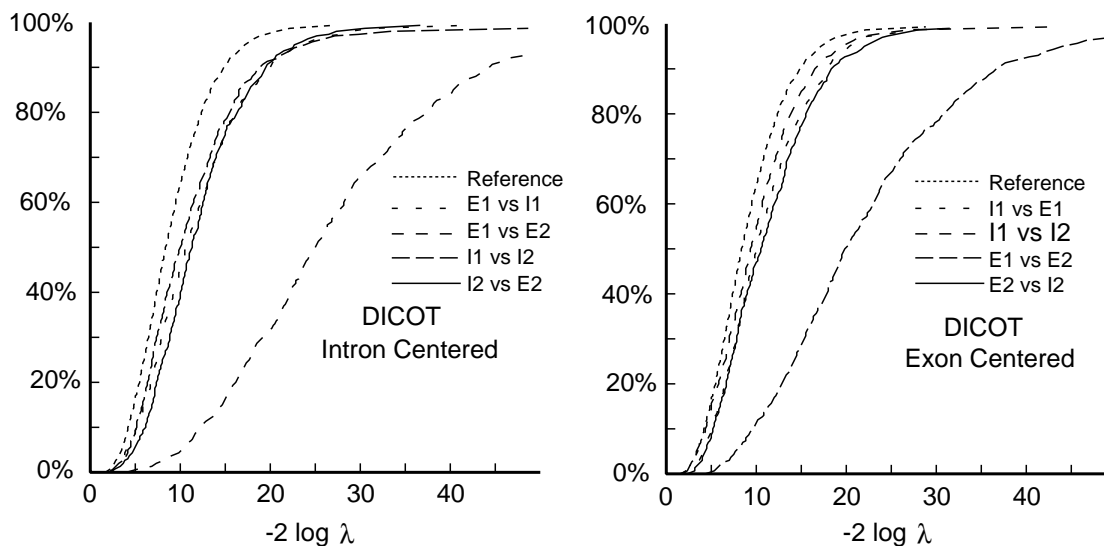 100%
80%
60%
40%
20%
0%
0 10 20 30 40
-2 log λ
Reference
E1 vs I1
E1 vs E2
I1 vs I2
I2 vs E2
DICOT
Intron Centered
100%
80%
60%
40%
20%
0%
0 10 20 30 40
-2 log λ
Reference
I1 vs E1
I1 vs I2
E1 vs E2
E2 vs I2
DICOT
Exon Centered